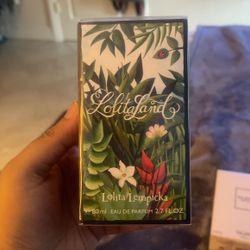 LolitaLand
Lolita Lempicka
80ml EAU DE PARFUM 2.7 FL.OZ